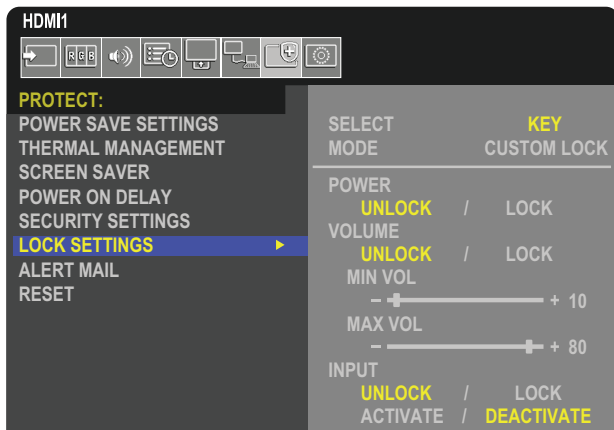 HDMI1
RGB
PROTECT:
POWER SAVE SETTINGS
THERMAL MANAGEMENT
SCREEN SAVER
POWER ON DELAY
SECURITY SETTINGS
LOCK SETTINGS
ALERT MAIL
RESET
SELECT KEY
MODE CUSTOM LOCK
POWER
UNLOCK / LOCK
VOLUME
UNLOCK / LOCK
MIN VOL
− + 10
MAX VOL
− + 80
INPUT
UNLOCK / LOCK
ACTIVATE / DEACTIVATE